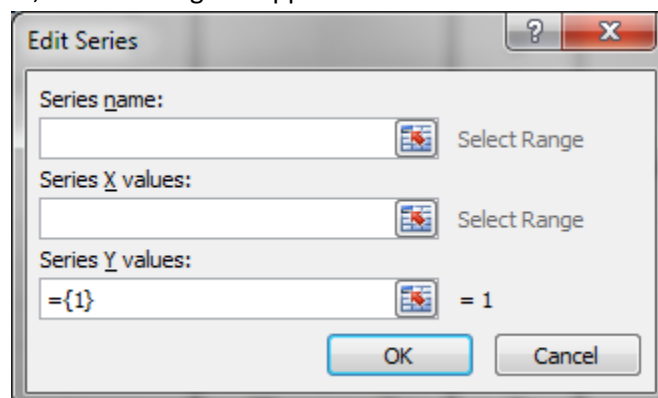 Edit Series
?
X
Series name:
Select Range
Series X values:
Select Range
Series Y values:
={1}
= 1
OK
Cancel